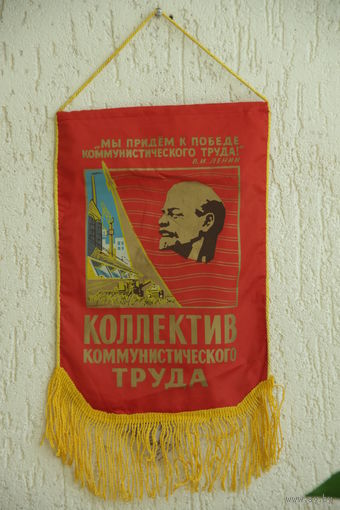 „МЫ ПРИДЁМ К ПОБЕДЕ
КОММУНИСТИЧЕСКОГО ТРУДА!"
В.И. ЛЕНИН
КОЛЛЕКТИВ
КОММУНИСТИЧЕСКОГО
ТРУДА